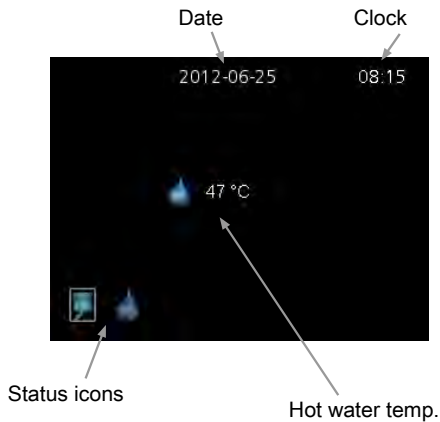 Date Clock
2012-06-25 08:15
47 °C
Status icons
Hot water temp.